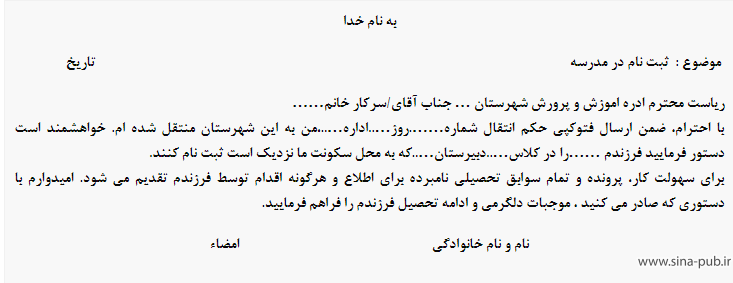 به نام خدا
موضوع : ثبت نام در مدرسه تاریخ
ریاست محترم ادره اموزش و پرورش شهرستان ... جناب آقای/سرکار خانم......
با احترام، ضمن ارسال فتوکپی حکم انتقال شماره.......روز.....اداره.....،من به این شهرستان منتقل شده ام. خواهشمند است
دستور فرمایید فرزندم ......را در کلاس.....دبیرستان.....که به محل سکونت ما نزدیک است ثبت نام کنند.
برای سهولت کار، پرونده و تمام سوابق تحصیلی نامبرده برای اطلاع و هرگونه اقدام توسط فرزندم تقدیم می شود. امیدوارم با
دستوری که صادر می کنید ، موجبات دلگرمی و ادامه تحصیل فرزندم را فراهم فرمایید.
نام و نام خانوادگی امضاء
www.sina-pub.ir